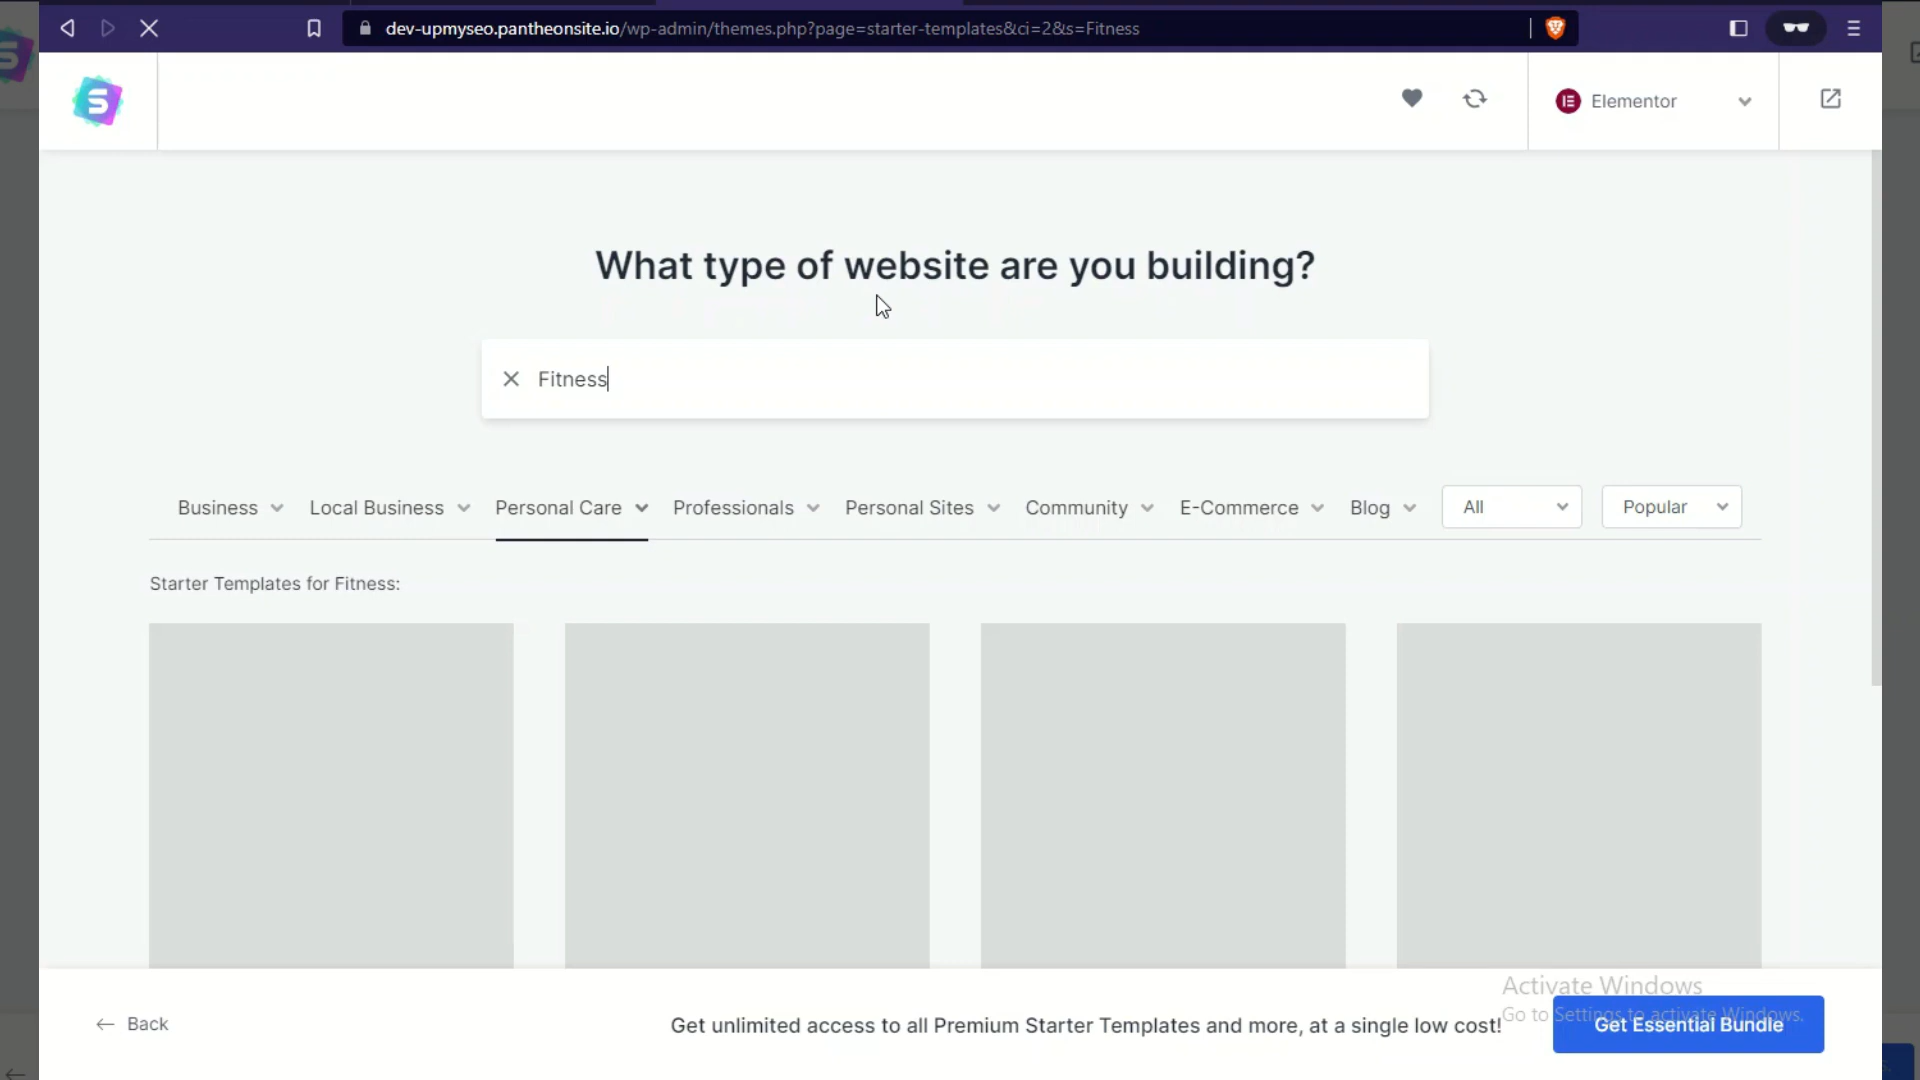 dev-upmyseo.pantheonsite.io/wp-admin/themes.php?page=starter-templates&ci=2&s=Fitness
S
Elementor
What type of website are you building?
Fitness
Business Local Business Personal Care Professionals Personal Sites Community E-Commerce Blog All Popular
Starter Templates for Fitness:
Activate Windows
Go to Settings to activate Windows.
Back
Get unlimited access to all Premium Starter Templates and more, at a single low cost!
Get Essential Bundle